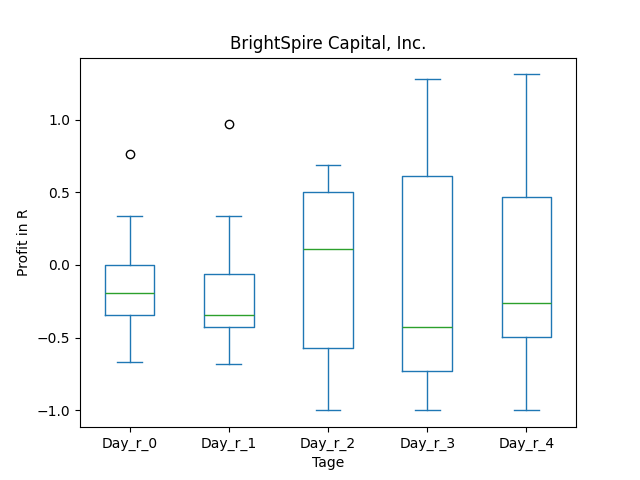 BrightSpire Capital, Inc.
Profit in R
1.0
0.5
0.0
−0.5
−1.0
Day_r_0 Day_r_1 Day_r_2 Day_r_3 Day_r_4
Tage